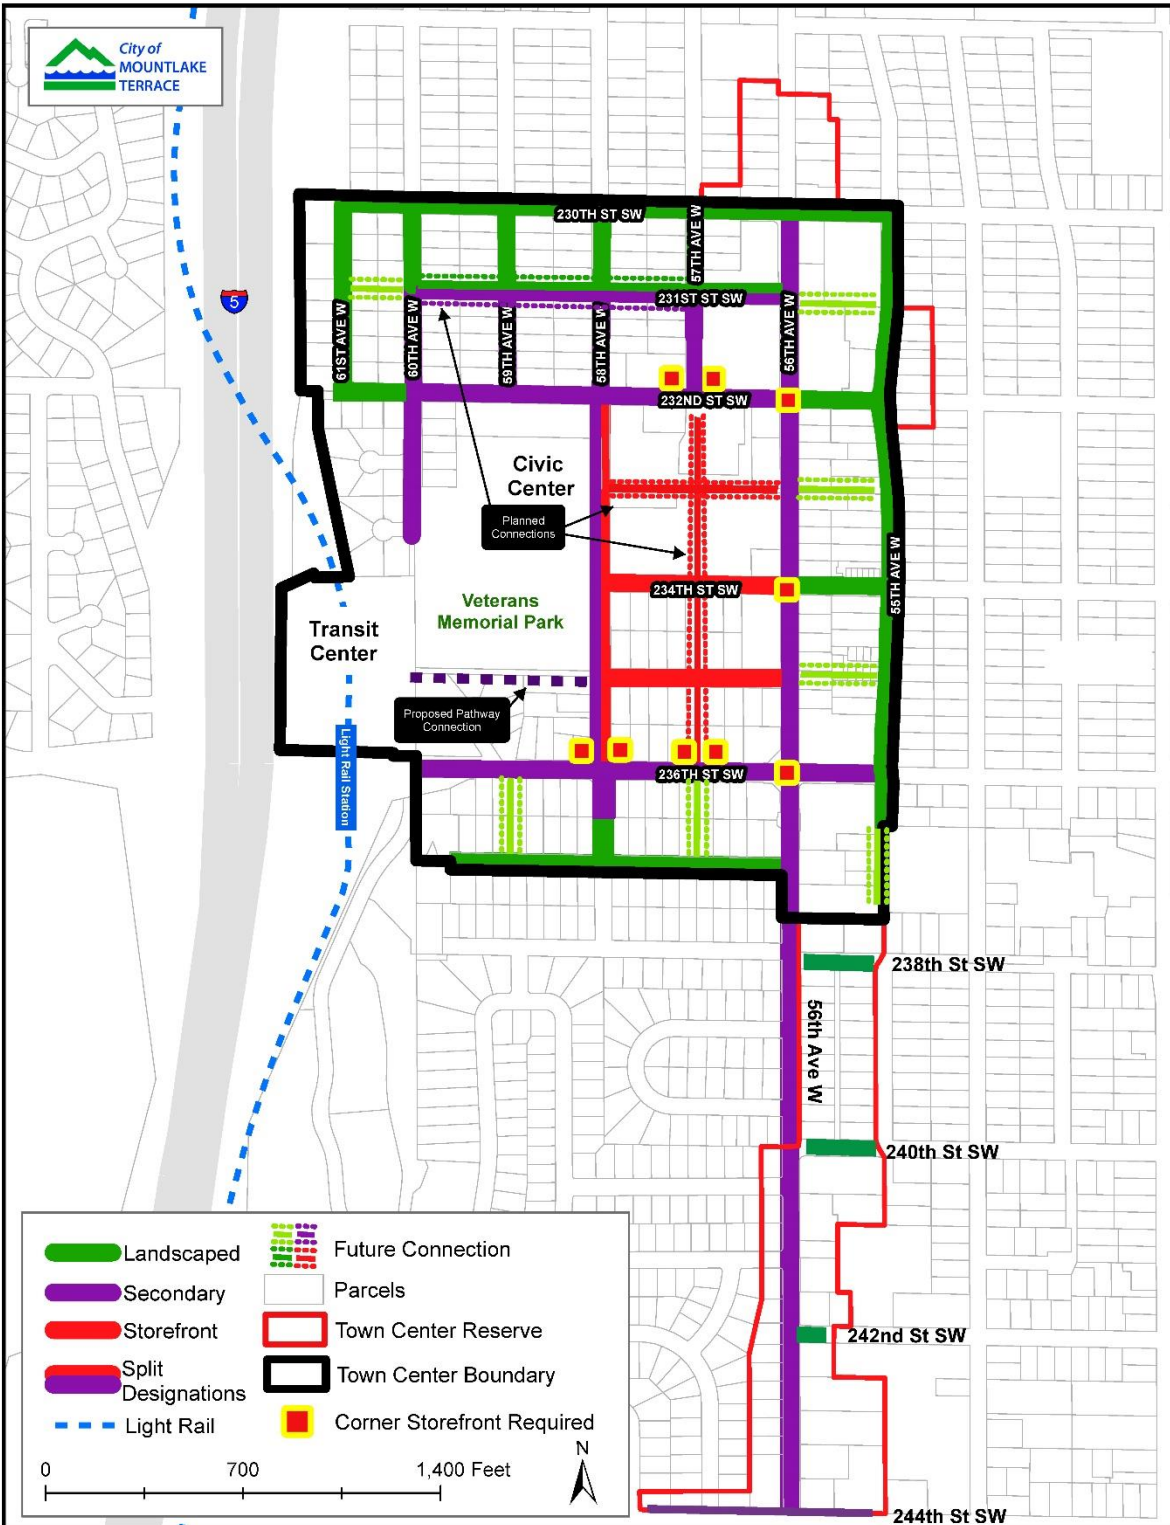 City of
MOUNTLAKE
TERRACE
5
230TH ST SW
57TH AVE W
231ST ST SW
61ST AVE W
60TH AVE W
59TH AVE W
58TH AVE W
56TH AVE W
232ND ST SW
Civic
Center
Planned
Connections
55TH AVE W
234TH ST SW
Veterans
Memorial Park
Transit
Center
Proposed Pathway
Connection
Light Rail Station
236TH ST SW
238th St SW
56th Ave W
240th St SW
242nd St SW
244th St SW
Landscaped
Secondary
Storefront
Split
Designations
Light Rail
Future Connection
Parcels
Town Center Reserve
Town Center Boundary
Corner Storefront Required
0 700 1,400 Feet
N